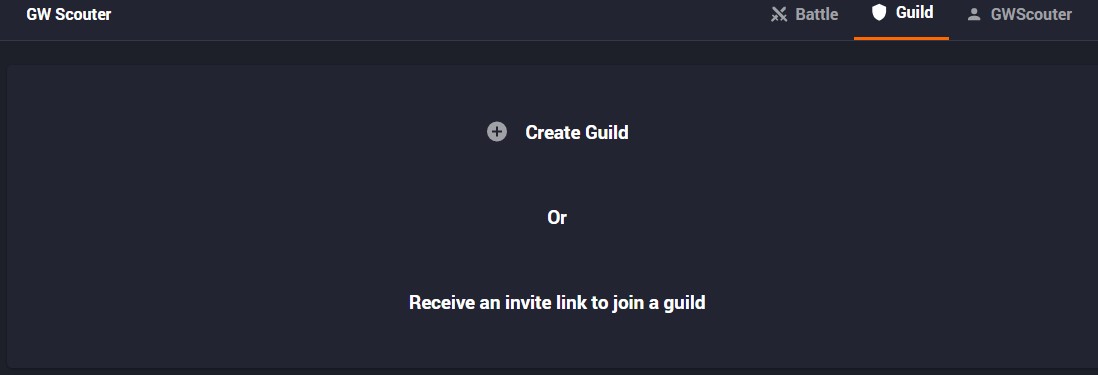 GW Scouter
Battle
Guild
GWScouter
Create Guild
Or
Receive an invite link to join a guild